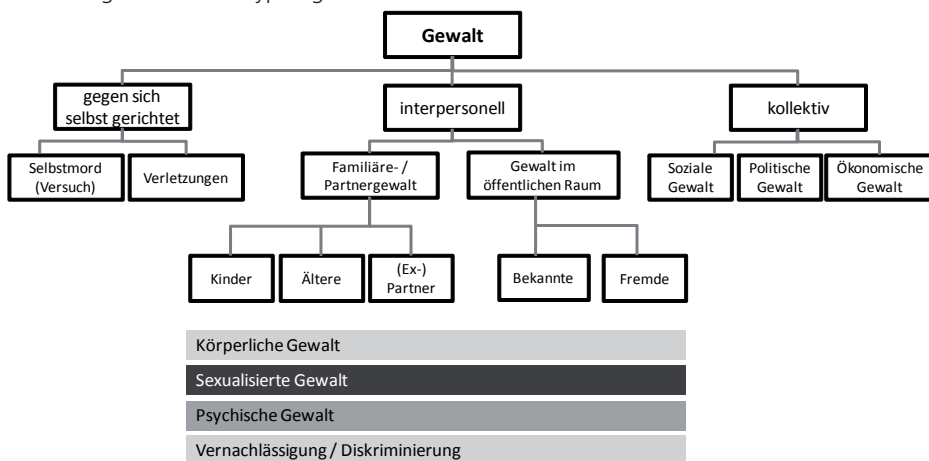 Gewalt
gegen sich
selbst gerichtet
interpersonell
kollektiv
Selbstmord
(Versuch)
Verletzungen
Familiäre- /
Partnergewalt
Gewalt im
öffentlichen Raum
Soziale
Gewalt
Politische
Gewalt
Ökonomische
Gewalt
Kinder
Ältere
(Ex-)
Partner
Bekannte
Fremde
Körperliche Gewalt
Sexualisierte Gewalt
Psychische Gewalt
Vernachlässigung / Diskriminierung